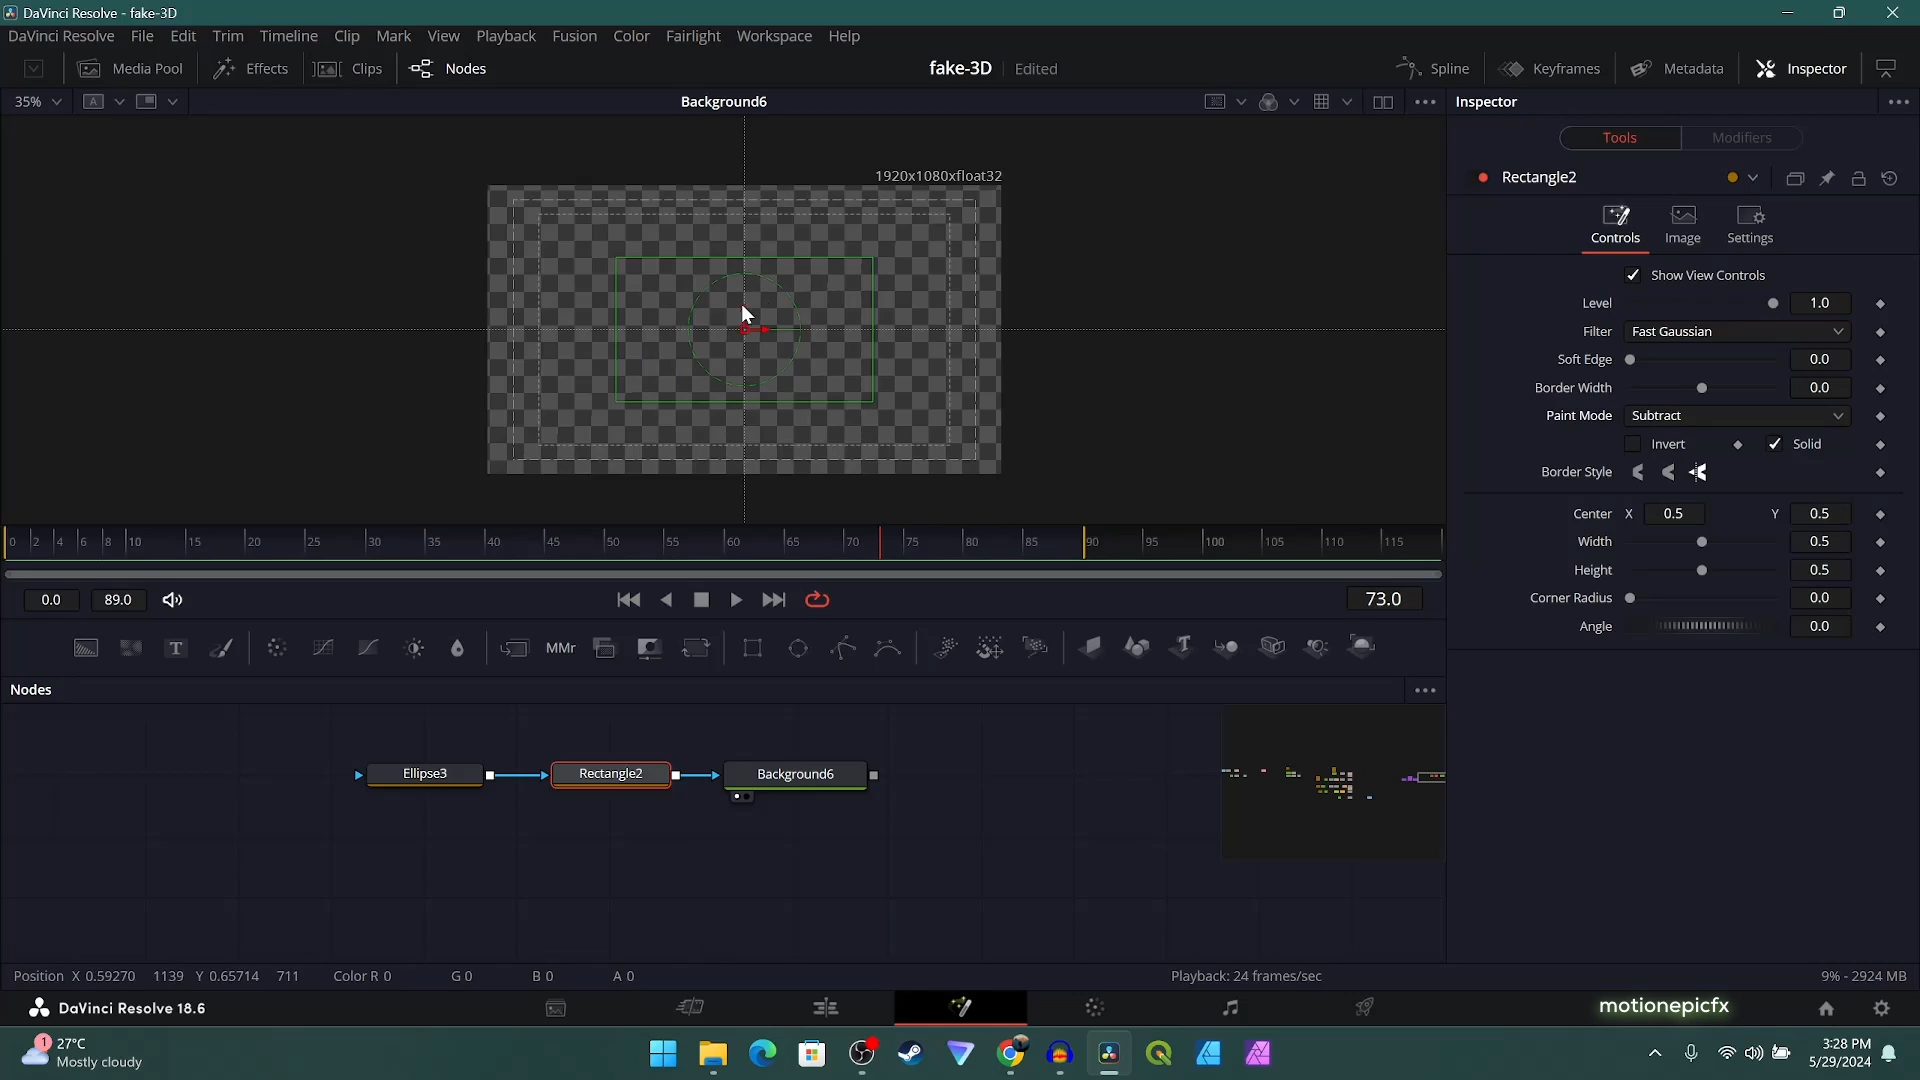 DaVinci Resolve - fake-3D
DaVinci Resolve File Edit Trim Timeline Clip Mark View Playback Fusion Color Fairlight Workspace Help
Media Pool Effects Clips Nodes fake-3D Edited Spline Keyframes Metadata Inspector
35% A Background6 Inspector
Tools Modifiers
1920x1080xfloat32
Rectangle2
Controls Image Settings
Show View Controls
Level 1.0
Filter Fast Gaussian
Soft Edge 0.0
Border Width 0.0
Paint Mode Subtract
Invert Solid
Border Style
Center X 0.5 Y 0.5
Width 0.5
Height 0.5
Corner Radius 0.0
Angle 0.0
0 2 4 6 8 10 15 20 25 30 35 40 45 50 55 60 65 70 75 80 85 90 95 100 105 110 115
0.0 89.0 73.0
T MMr T
Nodes
Ellipse3 Rectangle2 Background6
Position X 0.59270 1139 Y 0.65714 711 Color R 0 G 0 B 0 A 0 Playback: 24 frames/sec 9% - 2924 MB
DaVinci Resolve 18.6 motionepicfx
1 27°C
Mostly cloudy
3:28 PM
5/29/2024